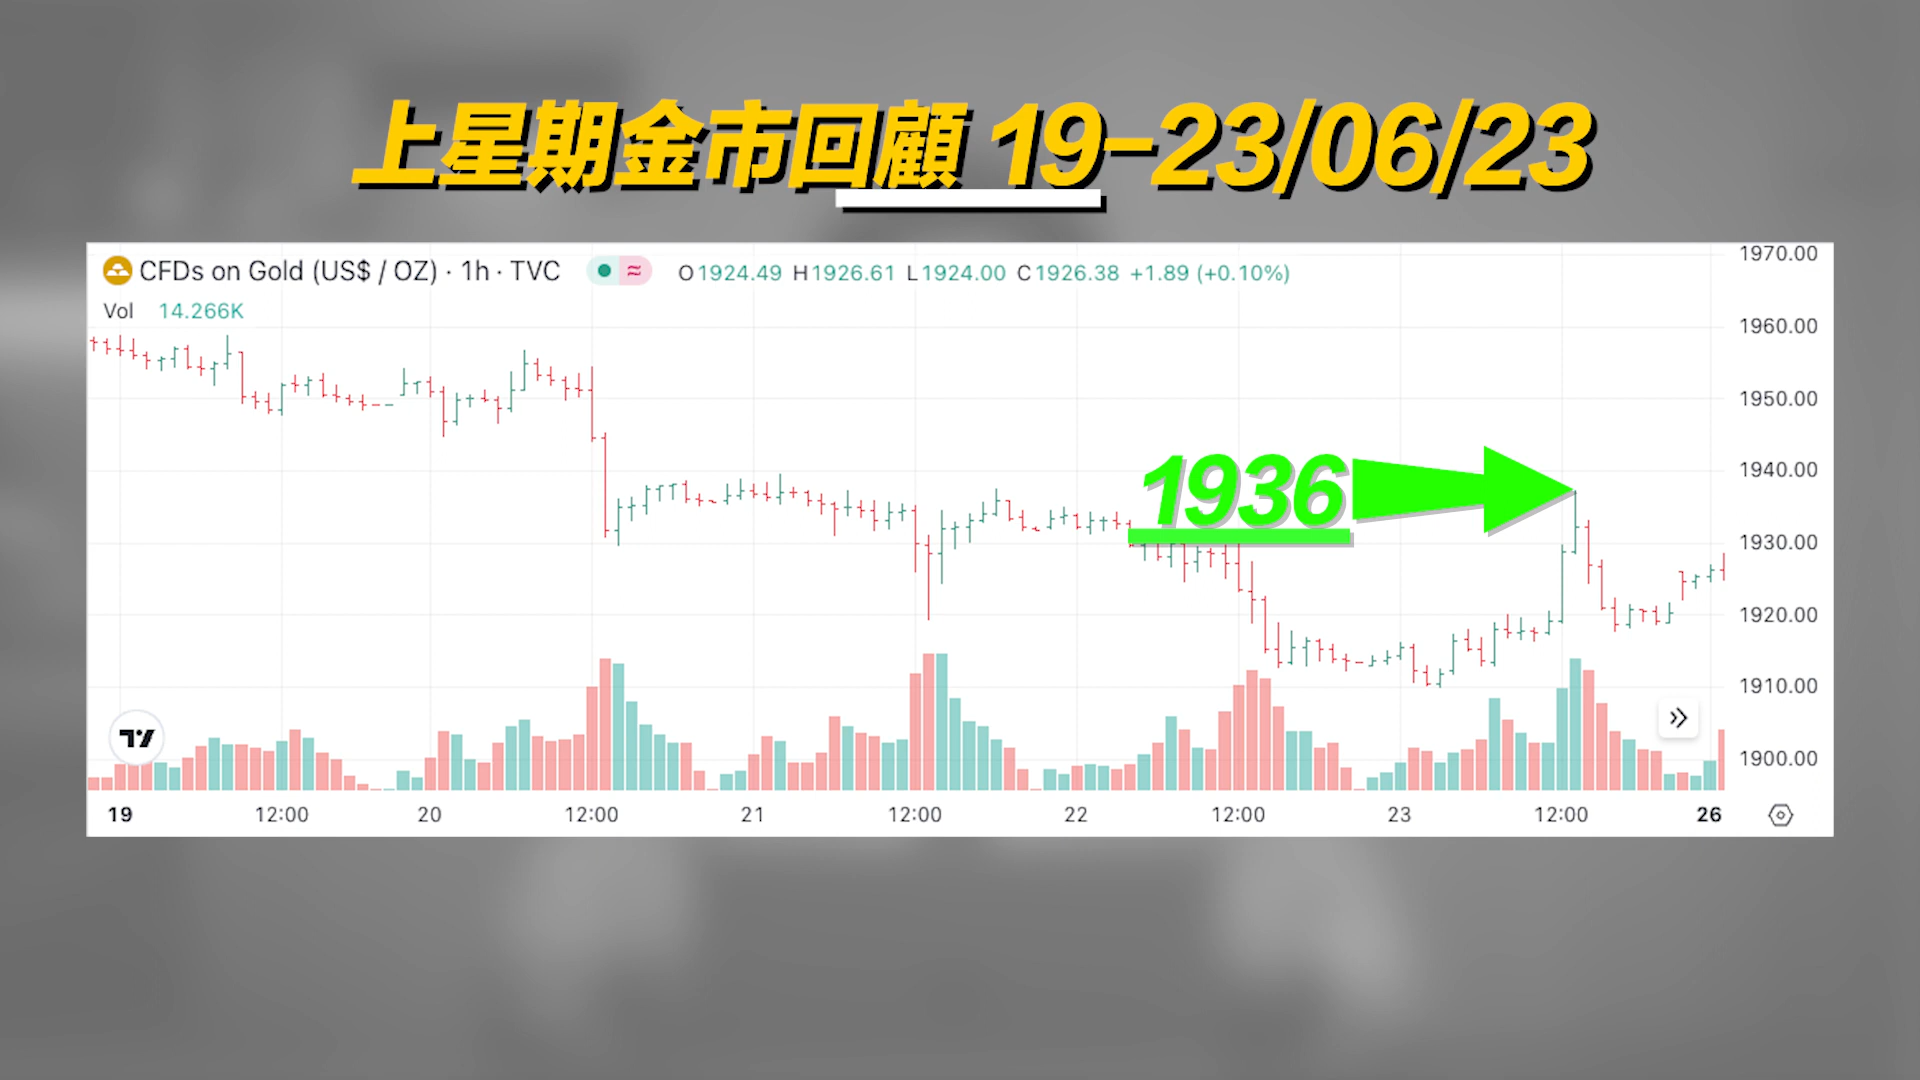 上星期金市回顧 19-23/06/23
CFDs on Gold (US$ / OZ) · 1h · TVC
≈
O1924.49 H1926.61 L1924.00 C1926.38 +1.89 (+0.10%)
Vol 14.266K
1970.00
1960.00
1950.00
1940.00
1930.00
1920.00
1910.00
1900.00
1936
19 12:00 20 12:00 21 12:00 22 12:00 23 12:00 26